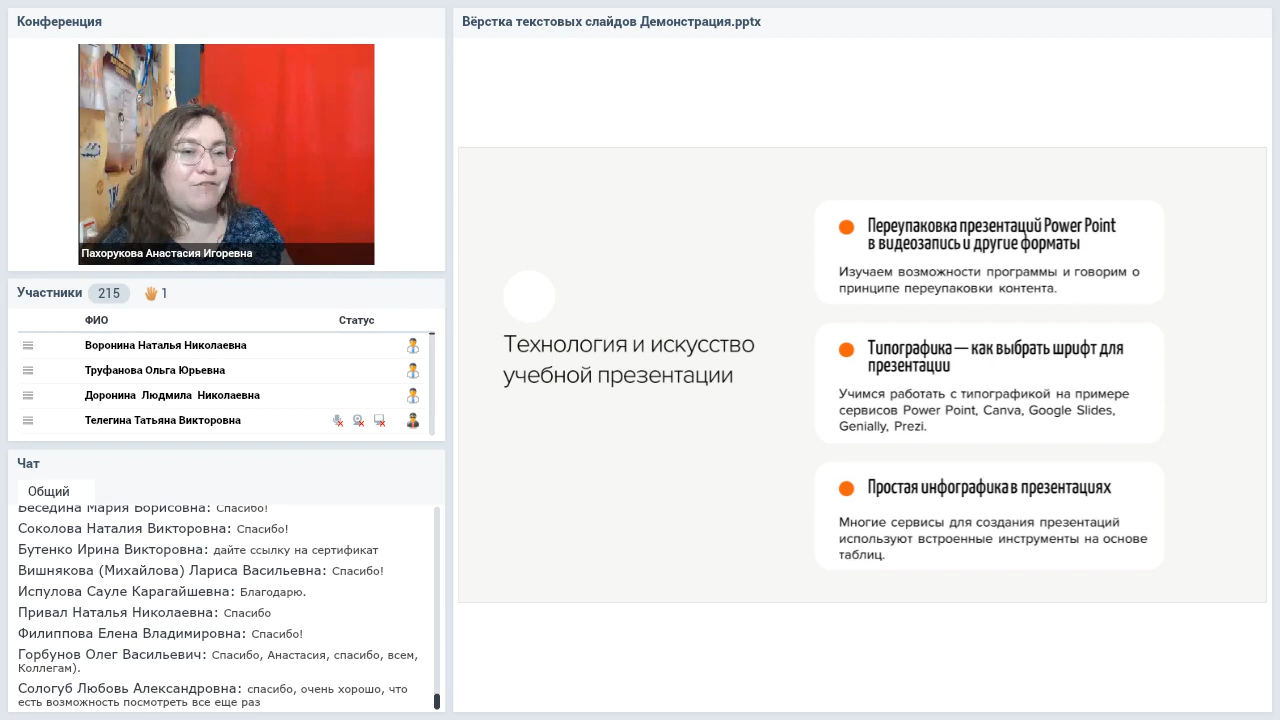 Конференция
Пахорукова Анастасия Игоревна
Участники 215 1
ФИО Статус
Воронина Наталья Николаевна
Труфанова Ольга Юрьевна
Доронина Людмила Николаевна
Телегина Татьяна Викторовна
Чат
Общий
Беседина Мария Борисовна: Спасибо!
Соколова Наталия Викторовна: Спасибо!
Бутенко Ирина Викторовна: дайте ссылку на сертификат
Вишнякова (Михайлова) Лариса Васильевна: Спасибо!
Испулова Сауле Карагайшевна: Благодарю.
Привал Наталья Николаевна: Спасибо
Филиппова Елена Владимировна: Спасибо!
Горбунов Олег Васильевич: Спасибо, Анастасия, спасибо, всем,
Коллегам).
Сологуб Любовь Александровна: спасибо, очень хорошо, что
есть возможность посмотреть все еще раз
Вёрстка текстовых слайдов Демонстрация.pptx
Технология и искусство
учебной презентации
Переупаковка презентаций Power Point
в видеозапись и другие форматы
Изучаем возможности программы и говорим о
принципе переупаковки контента.
Типографика — как выбрать шрифт для
презентации
Учимся работать с типографикой на примере
сервисов Power Point, Canva, Google Slides,
Genially, Prezi.
Простая инфографика в презентациях
Многие сервисы для создания презентаций
используют встроенные инструменты на основе
таблиц.